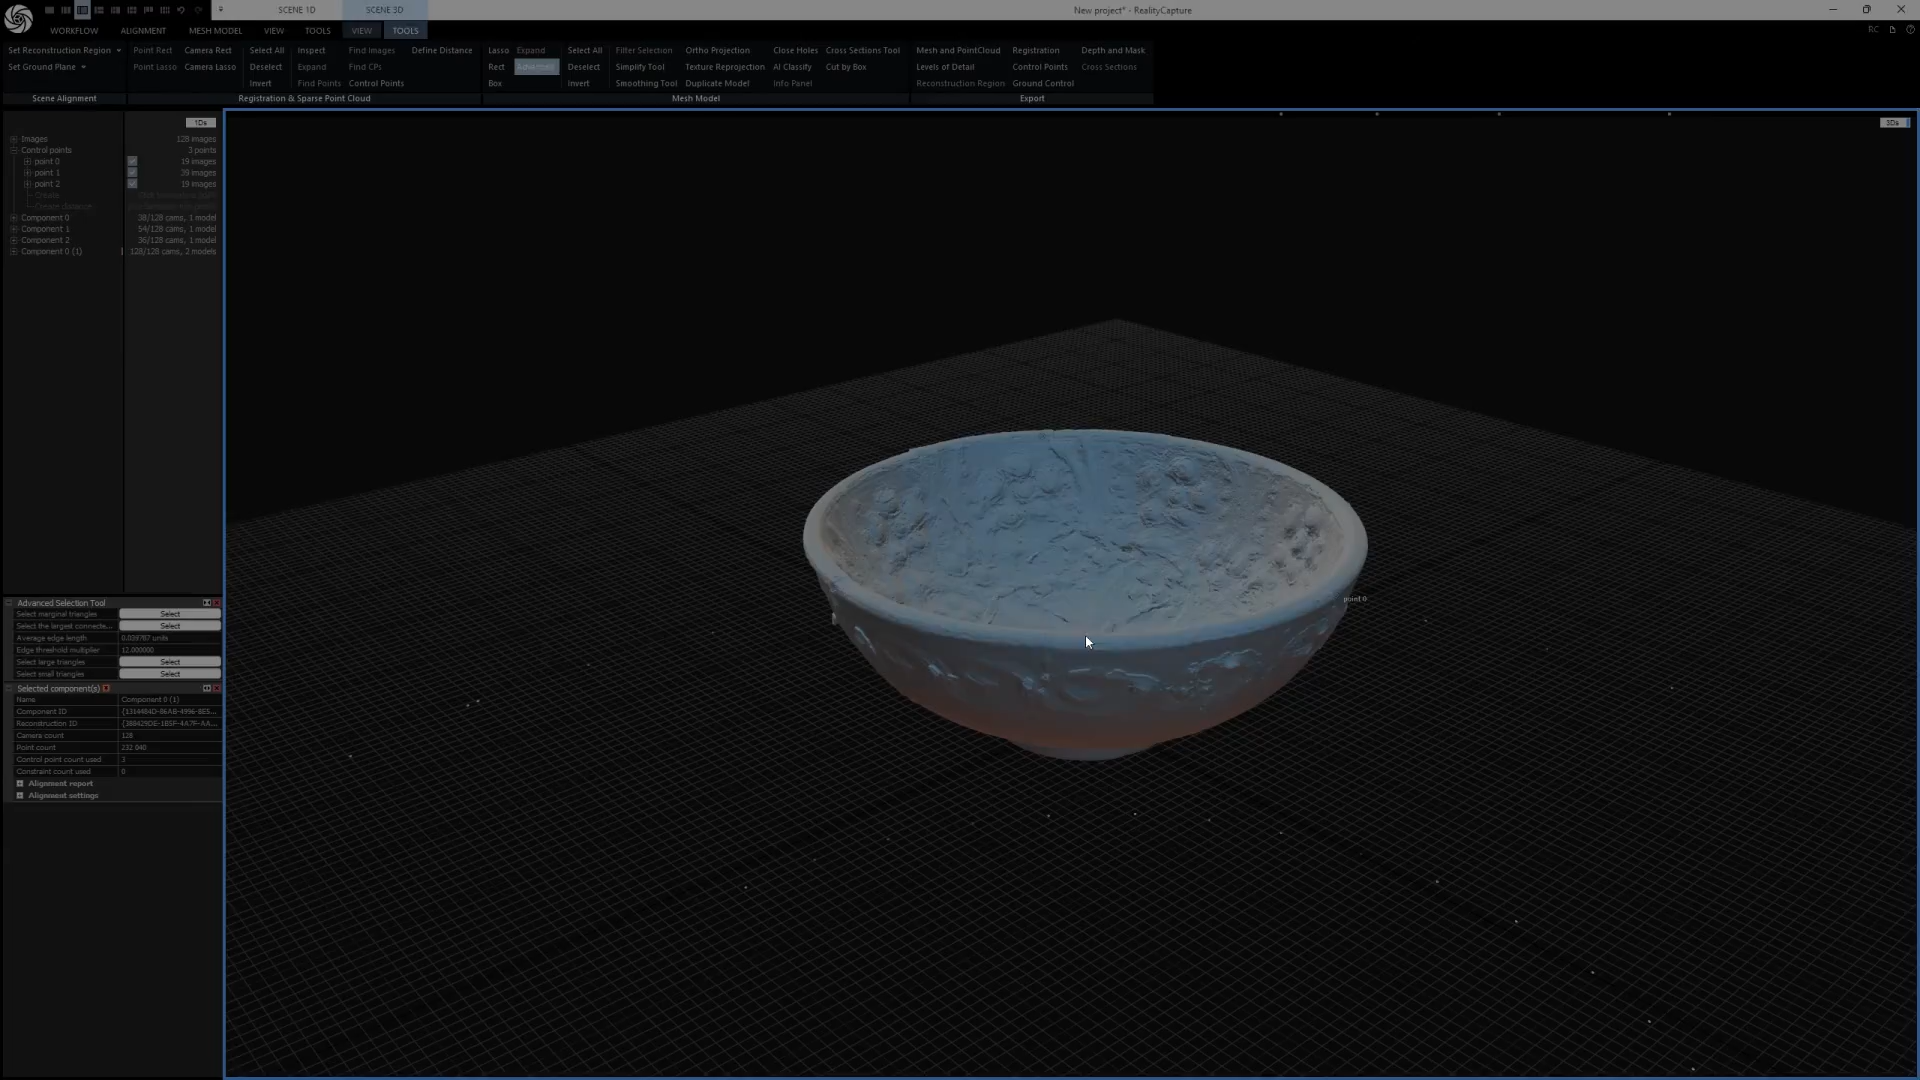 SCENE 1D SCENE 3D New project* - RealityCapture
WORKFLOW ALIGNMENT MESH MODEL VIEW TOOLS VIEW TOOLS RC
Set Reconstruction Region Point Rect Camera Rect Select All Inspect Find Images Define Distance Lasso Expand Select All Filter Selection Ortho Projection Close Holes Cross Sections Tool Mesh and PointCloud Registration Depth and Mask
Set Ground Plane Point Lasso Camera Lasso Deselect Expand Find CPs Rect Advanced Deselect Simplify Tool Texture Reprojection AI Classify Cut by Box Levels of Detail Control Points Cross Sections
Invert Find Points Control Points Box Invert Smoothing Tool Duplicate Model Info Panel Reconstruction Region Ground Control
Scene Alignment Registration & Sparse Point Cloud Mesh Model Export
1Ds 3Ds
Images 128 images
Control points 3 points
point 0 19 images
point 1 39 images
point 2 19 images
Component 0 38/128 cams, 1 model
Component 1 54/128 cams, 1 model
Component 2 36/128 cams, 1 model
Component 0 (1) 128/128 cams, 2 models
point 0
Advanced Selection Tool
Select marginal triangles Select
Select the largest connecte... Select
Average edge length 0.039787 units
Edge threshold multiplier 12.000000
Select large triangles Select
Select small triangles Select
Selected component(s)
Name Component 0 (1)
Component ID
Reconstruction ID
Camera count 128
Point count 232 040
Control point count used 3
Constraint count used 0
Alignment report
Alignment settings